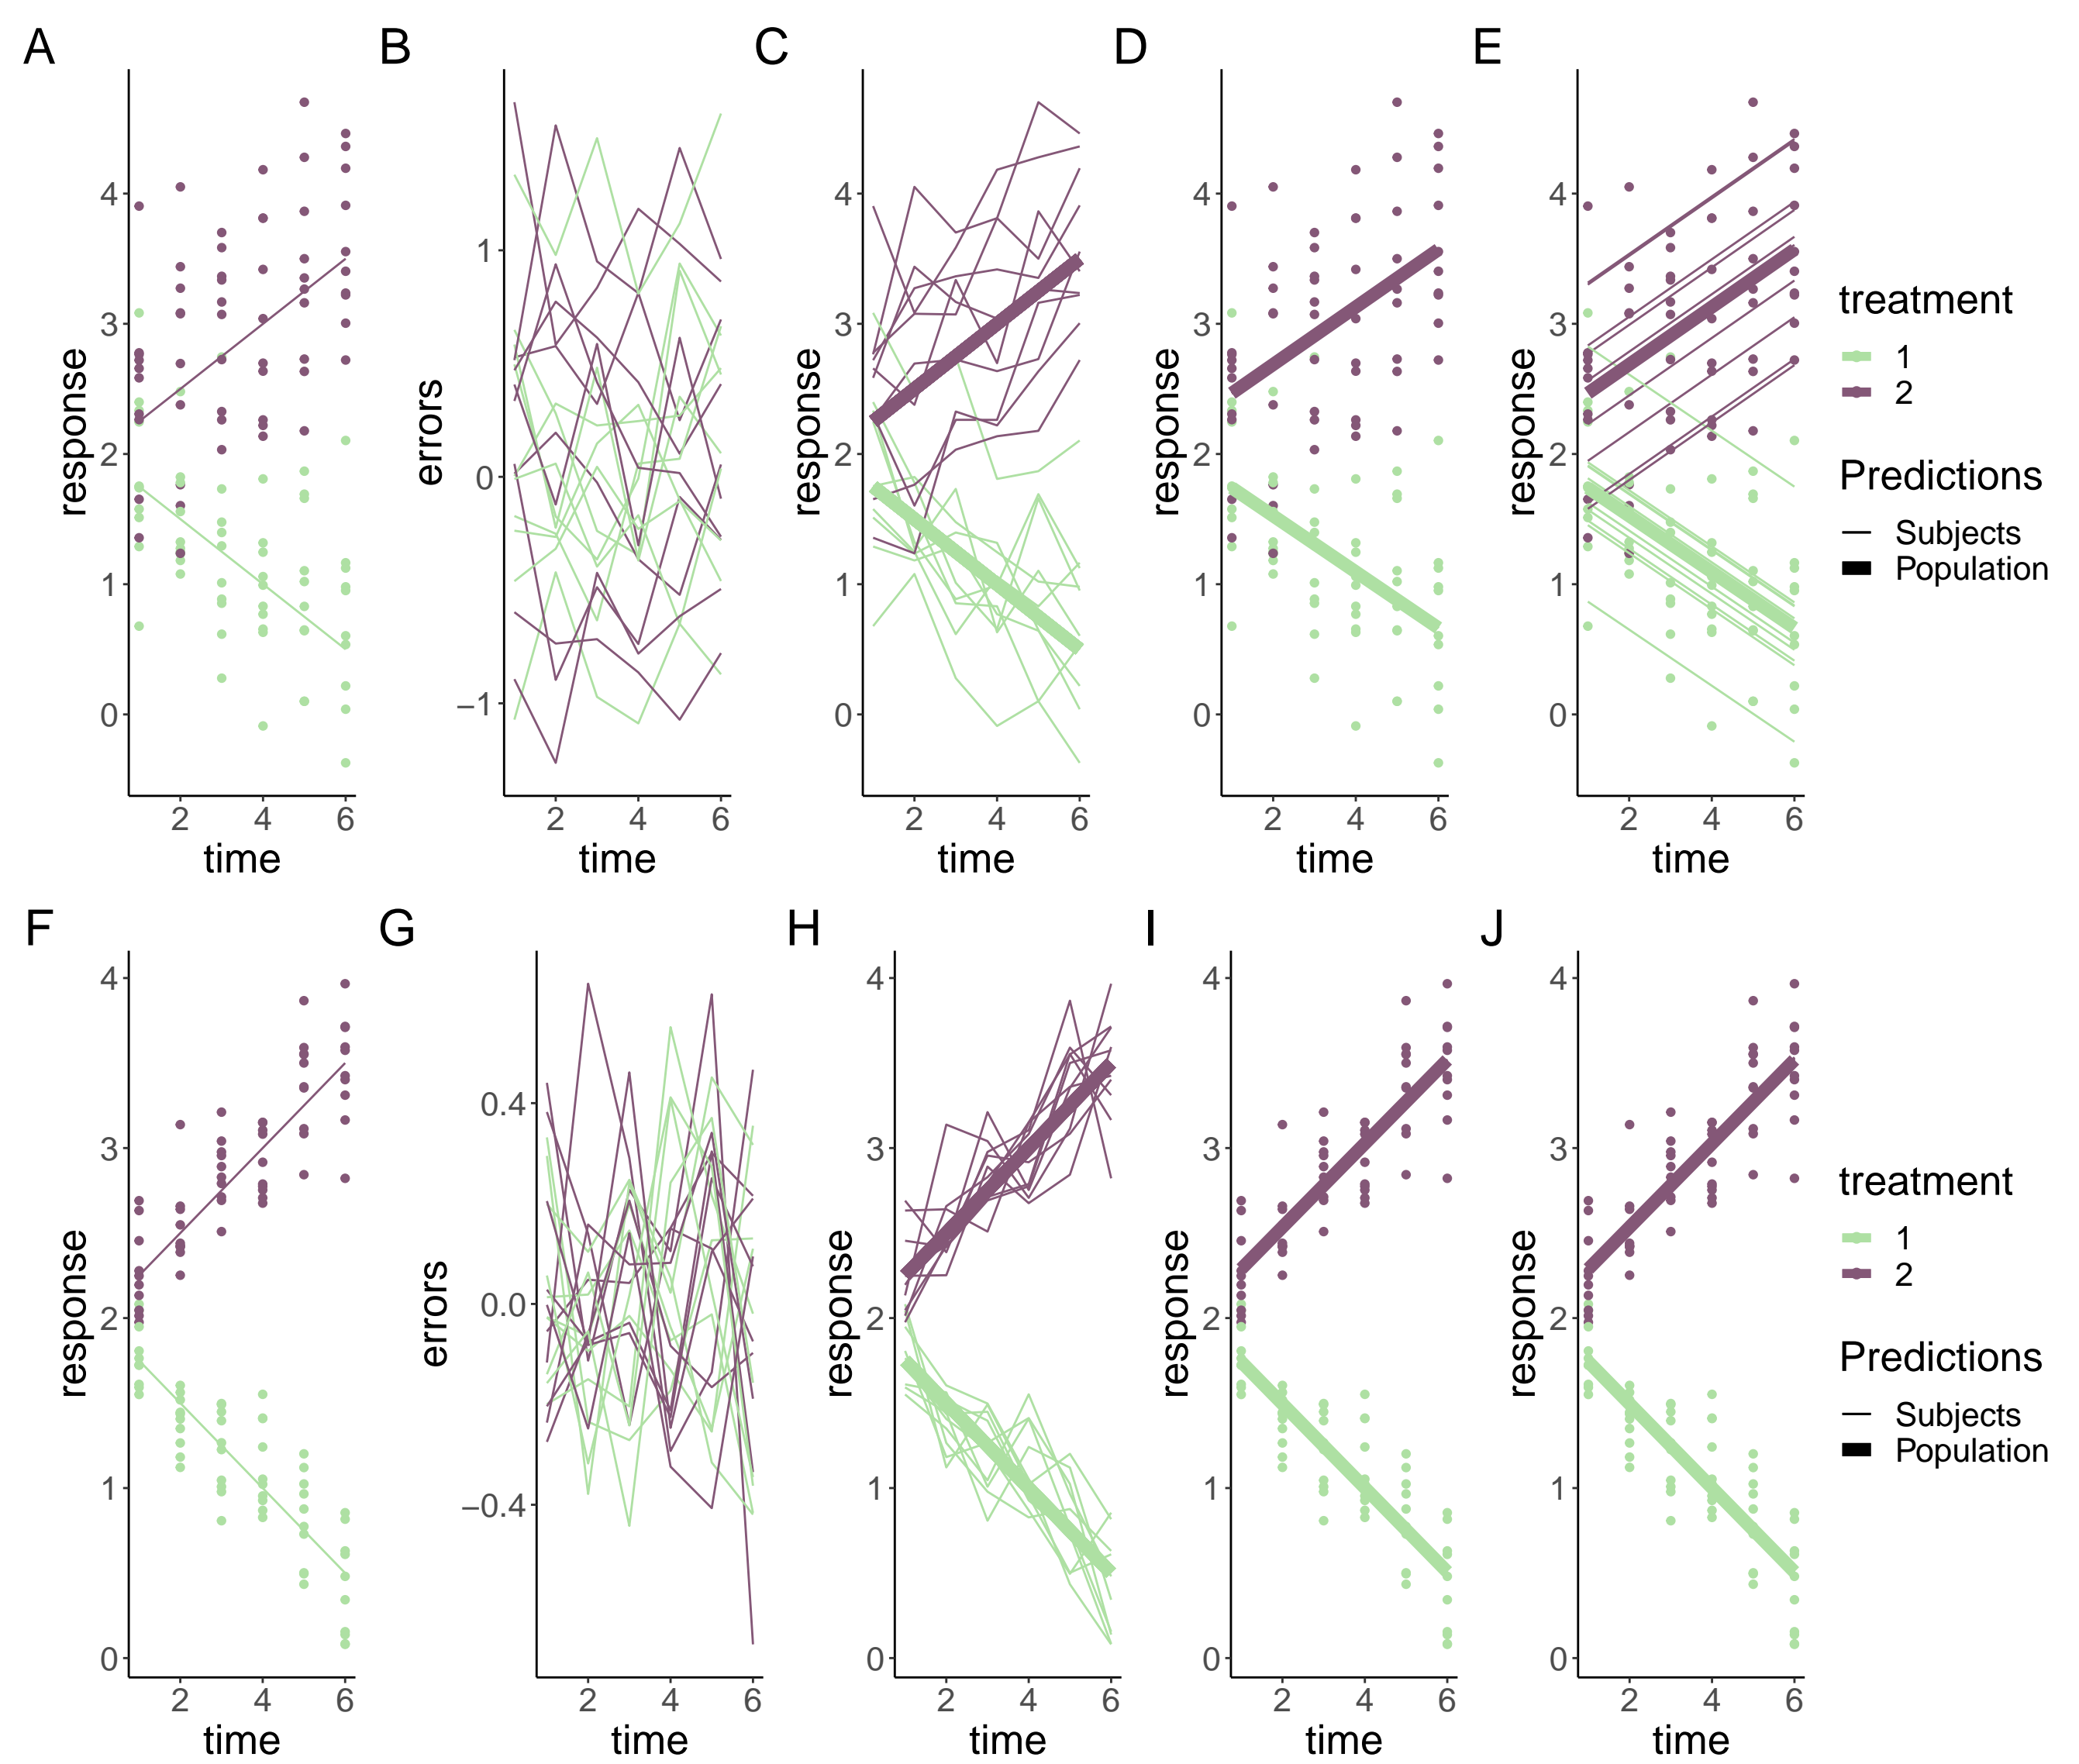 A
response
4
3
2
1
0
2 4 6
time
B
errors
1
0
−1
2 4 6
time
C
response
4
3
2
1
0
2 4 6
time
D
response
4
3
2
1
0
2 4 6
time
E
response
4
3
2
1
0
2 4 6
time
treatment
1
2
Predictions
Subjects
Population
F
response
4
3
2
1
0
2 4 6
time
G
errors
0.4
0.0
−0.4
2 4 6
time
H
response
4
3
2
1
0
2 4 6
time
I
response
4
3
2
1
0
2 4 6
time
J
response
4
3
2
1
0
2 4 6
time
treatment
1
2
Predictions
Subjects
Population